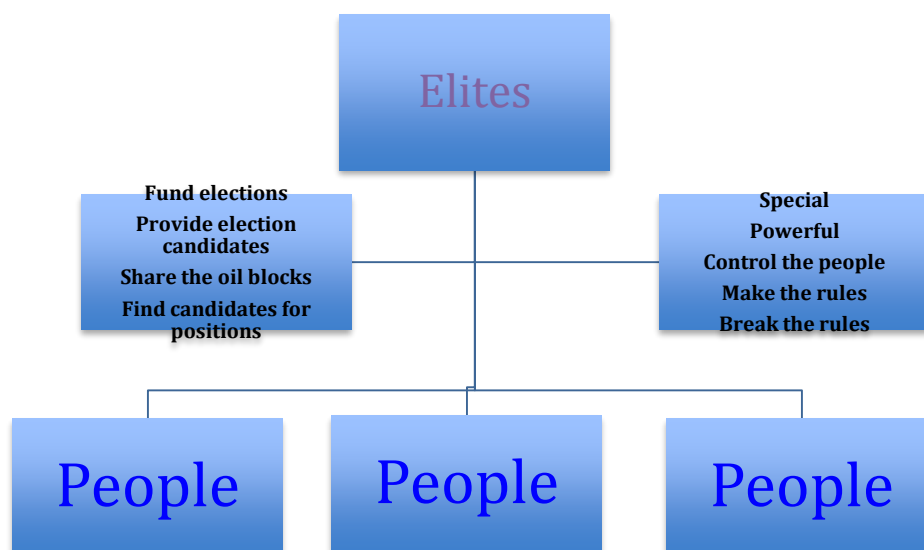 Elites
Fund elections
Provide election
candidates
Share the oil blocks
Find candidates for
positions
Special
Powerful
Control the people
Make the rules
Break the rules
People
People
People